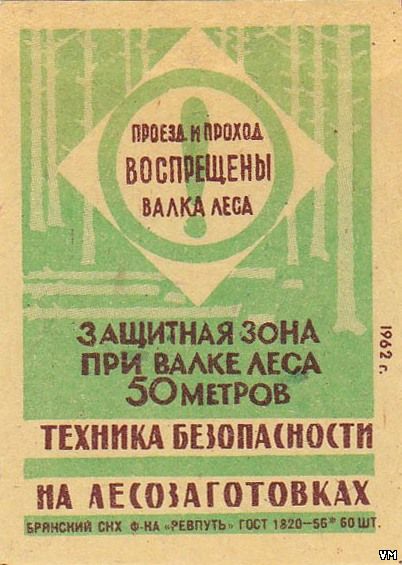 ПРОЕЗД И ПРОХОД
ВОСПРЕЩЕНЫ
ВАЛКА ЛЕСА
ЗАЩИТНАЯ ЗОНА
ПРИ ВАЛКЕ ЛЕСА
50 МЕТРОВ
1962 г.
ТЕХНИКА БЕЗОПАСНОСТИ
НА ЛЕСОЗАГОТОВКАХ
БРЯНСКИЙ СНХ Ф-КА «РЕВПУТЬ» ГОСТ 1820-56* 60 ШТ.
VM